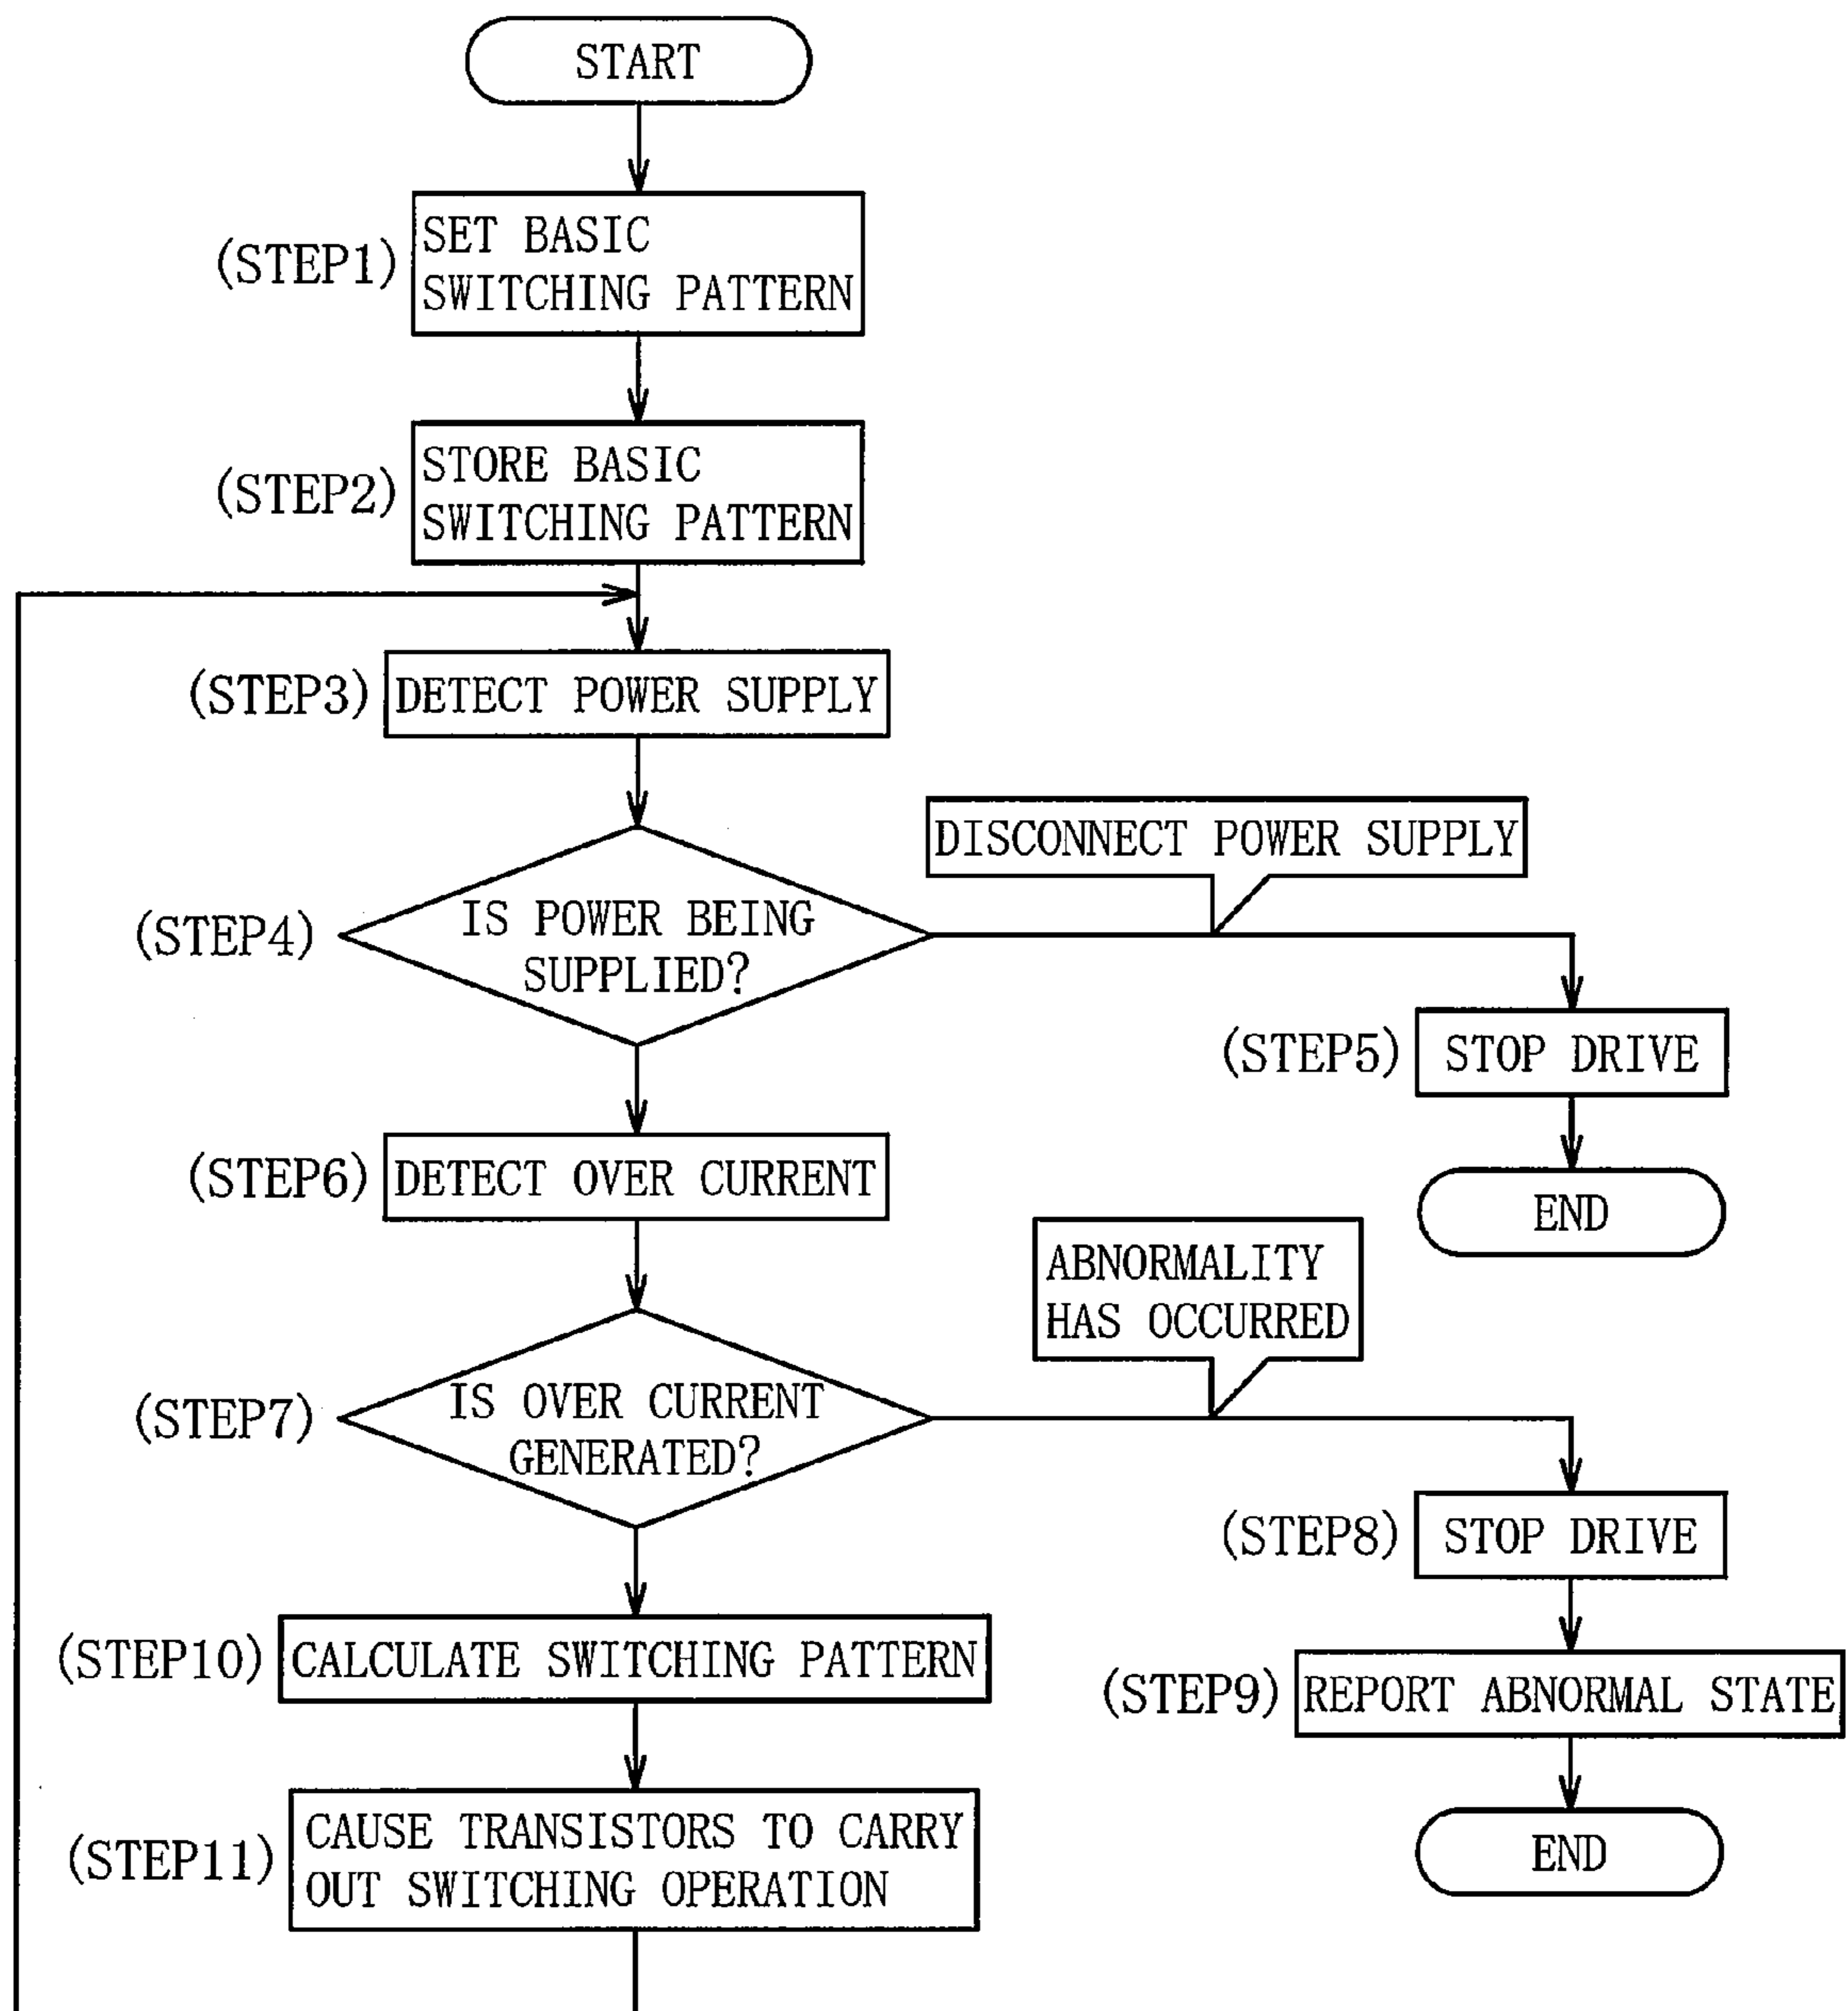 START
(STEP1)
SET BASIC
SWITCHING PATTERN
(STEP2)
STORE BASIC
SWITCHING PATTERN
(STEP3)
DETECT POWER SUPPLY
(STEP4)
IS POWER BEING
SUPPLIED?
DISCONNECT POWER SUPPLY
(STEP5)
STOP DRIVE
END
(STEP6)
DETECT OVER CURRENT
(STEP7)
IS OVER CURRENT
GENERATED?
ABNORMALITY
HAS OCCURRED
(STEP8)
STOP DRIVE
(STEP9)
REPORT ABNORMAL STATE
END
(STEP10)
CALCULATE SWITCHING PATTERN
(STEP11)
CAUSE TRANSISTORS TO CARRY
OUT SWITCHING OPERATION